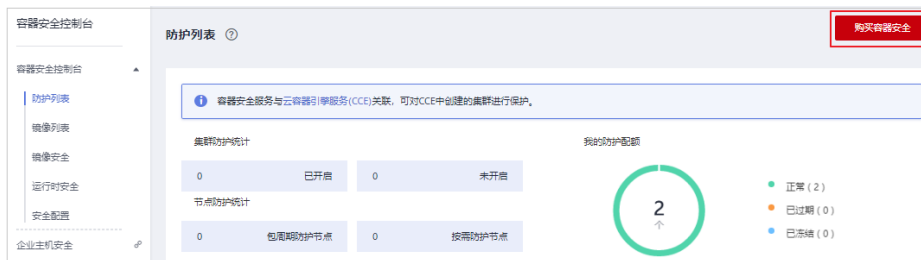 容器安全控制台
防护列表
购买容器安全
容器安全控制台
防护列表
镜像列表
镜像安全
运行时安全
安全配置
企业主机安全
容器安全服务与云容器引擎服务(CCE)关联，可对CCE中创建的集群进行保护。
集群防护统计
0 已开启 0 未开启
节点防护统计
0 包周期防护节点 0 按需防护节点
我的防护配额
2
正常 ( 2 )
已过期 ( 0 )
已冻结 ( 0 )